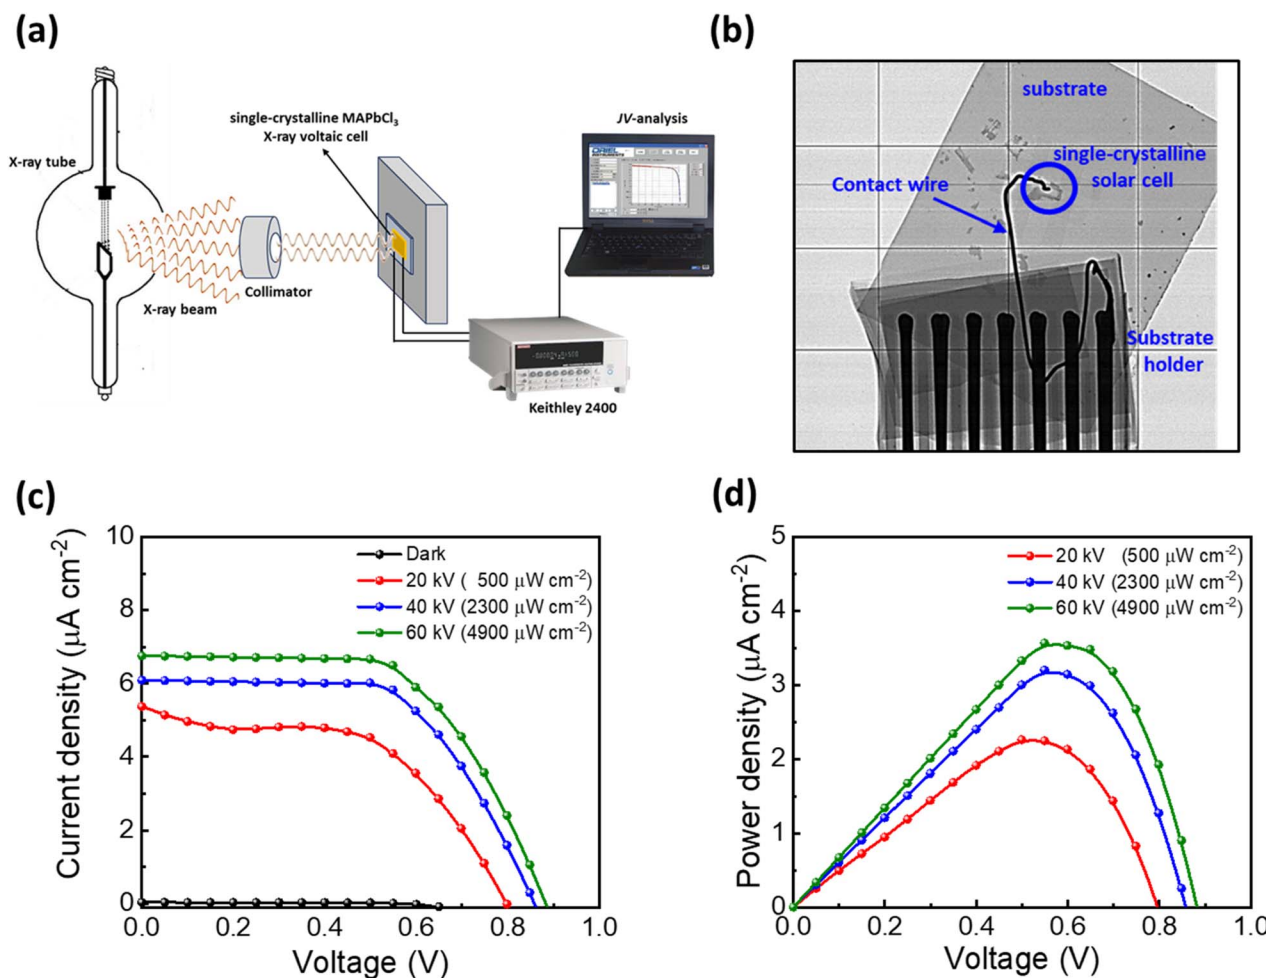 (a)
X-ray tube
single-crystalline MAPbCl3
X-ray voltaic cell
JV-analysis
X-ray beam
Collimator
Keithley 2400
(b)
substrate
single-crystalline
solar cell
Contact wire
Substrate
holder
(c)
Current density (μA cm-2)
10
8
6
4
2
0
0.0 0.2 0.4 0.6 0.8 1.0
Voltage (V)
Dark
20 kV ( 500 μW cm-2)
40 kV (2300 μW cm-2)
60 kV (4900 μW cm-2)
(d)
Power density (μA cm-2)
5
4
3
2
1
0
0.0 0.2 0.4 0.6 0.8 1.0
Voltage (V)
20 kV (500 μW cm-2)
40 kV (2300 μW cm-2)
60 kV (4900 μW cm-2)